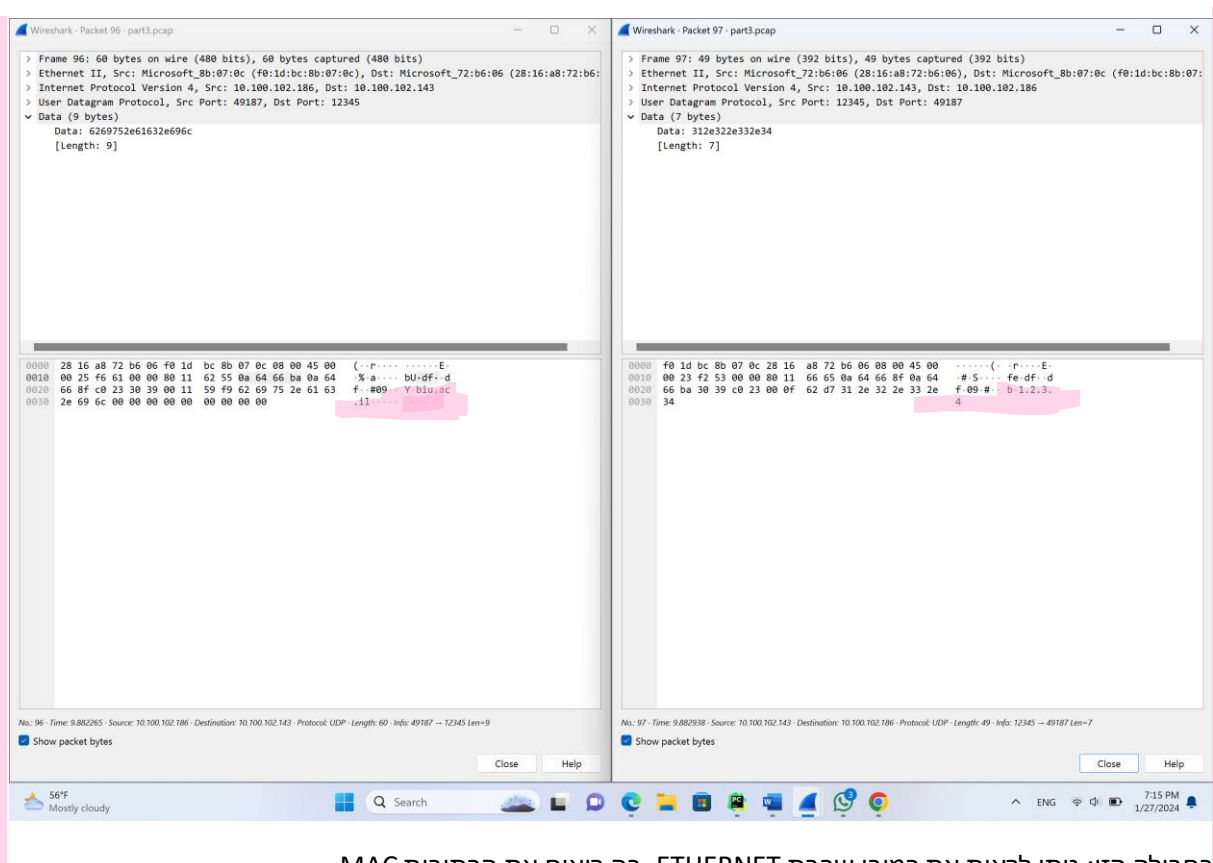 Wireshark · Packet 96 · part3.pcap
> Frame 96: 60 bytes on wire (480 bits), 60 bytes captured (480 bits)
> Ethernet II, Src: Microsoft_8b:07:0c (f0:1d:bc:8b:07:0c), Dst: Microsoft_72:b6:06 (28:16:a8:72:b6:
> Internet Protocol Version 4, Src: 10.100.102.186, Dst: 10.100.102.143
> User Datagram Protocol, Src Port: 49187, Dst Port: 12345
Data (9 bytes)
Data: 6269752e61632e696c
[Length: 9]
0000 28 16 a8 72 b6 06 f0 1d bc 8b 07 0c 08 00 45 00 (··r···· ······E·
0010 00 25 f6 61 00 00 80 11 62 55 0a 64 66 ba 0a 64 ·%·a···· bU·df··d
0020 66 8f c0 23 30 39 00 11 59 f9 62 69 75 2e 61 63 f··#09·· Y·biu.ac
0030 2e 69 6c 00 00 00 00 00 00 00 00 00 .il····· ····
No.: 96 · Time: 9.882265 · Source: 10.100.102.186 · Destination: 10.100.102.143 · Protocol: UDP · Length: 60 · Info: 49187 → 12345 Len=9
Show packet bytes
Close Help
Wireshark · Packet 97 · part3.pcap
> Frame 97: 49 bytes on wire (392 bits), 49 bytes captured (392 bits)
> Ethernet II, Src: Microsoft_72:b6:06 (28:16:a8:72:b6:06), Dst: Microsoft_8b:07:0c (f0:1d:bc:8b:07:
> Internet Protocol Version 4, Src: 10.100.102.143, Dst: 10.100.102.186
> User Datagram Protocol, Src Port: 12345, Dst Port: 49187
Data (7 bytes)
Data: 312e322e332e34
[Length: 7]
0000 f0 1d bc 8b 07 0c 28 16 a8 72 b6 06 08 00 45 00 ······(· ·r····E·
0010 00 23 f2 53 00 00 80 11 66 65 0a 64 66 8f 0a 64 ·#·S···· fe·df··d
0020 66 ba 30 39 c0 23 00 0f 62 d7 31 2e 32 2e 33 2e f·09·#·· b·1.2.3.
0030 34 4
No.: 97 · Time: 9.882938 · Source: 10.100.102.143 · Destination: 10.100.102.186 · Protocol: UDP · Length: 49 · Info: 12345 → 49187 Len=7
Show packet bytes
Close Help
56°F
Mostly cloudy
Search
ENG
7:15 PM
1/27/2024